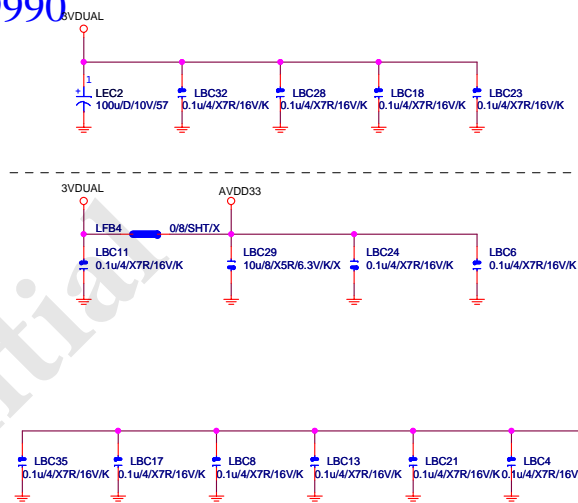 990
3VDUAL
1
+
LEC2
100u/D/10V/57
LBC32
0.1u/4/X7R/16V/K
LBC28
0.1u/4/X7R/16V/K
LBC18
0.1u/4/X7R/16V/K
LBC23
0.1u/4/X7R/16V/K
3VDUAL
AVDD33
LFB4
0/8/SHT/X
LBC11
0.1u/4/X7R/16V/K
LBC29
10u/8/X5R/6.3V/K/X
LBC24
0.1u/4/X7R/16V/K
LBC6
0.1u/4/X7R/16V/K
ntial
LBC35
0.1u/4/X7R/16V/K
LBC17
0.1u/4/X7R/16V/K
LBC8
0.1u/4/X7R/16V/K
LBC13
0.1u/4/X7R/16V/K
LBC21
0.1u/4/X7R/16V/K
LBC4
0.1u/4/X7R/16V